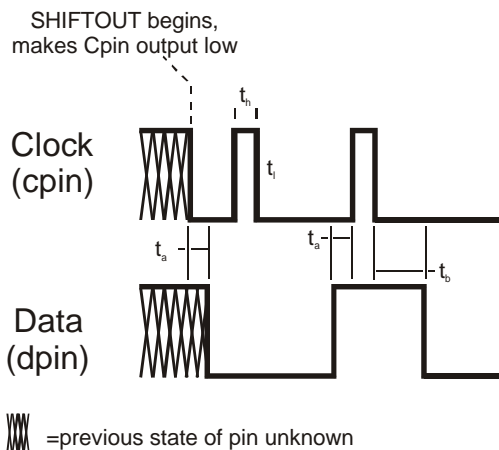 SHIFTOUT begins,
makes Cpin output low
th
Clock
(cpin)
tl
ta
ta
tb
Data
(dpin)
=previous state of pin unknown